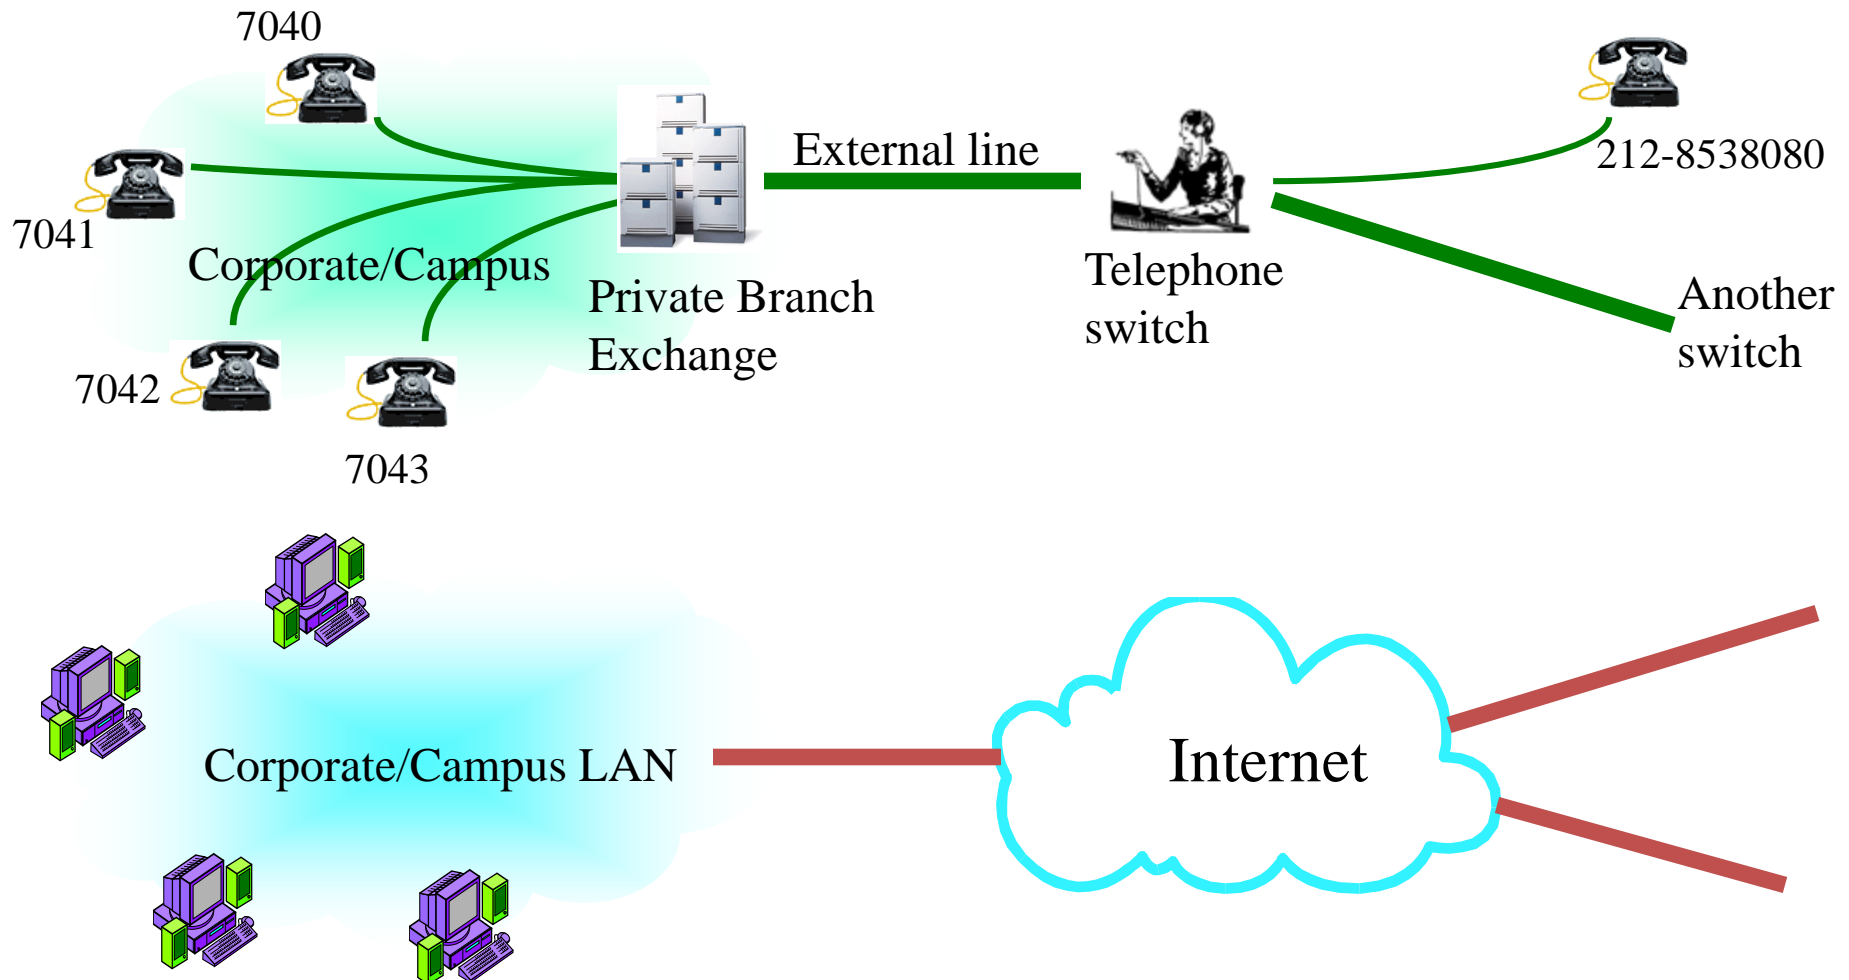 7040
External line
212-8538080
7041
Corporate/Campus
Private Branch
Exchange
Telephone
switch
Another
switch
7042
7043
Corporate/Campus LAN
Internet